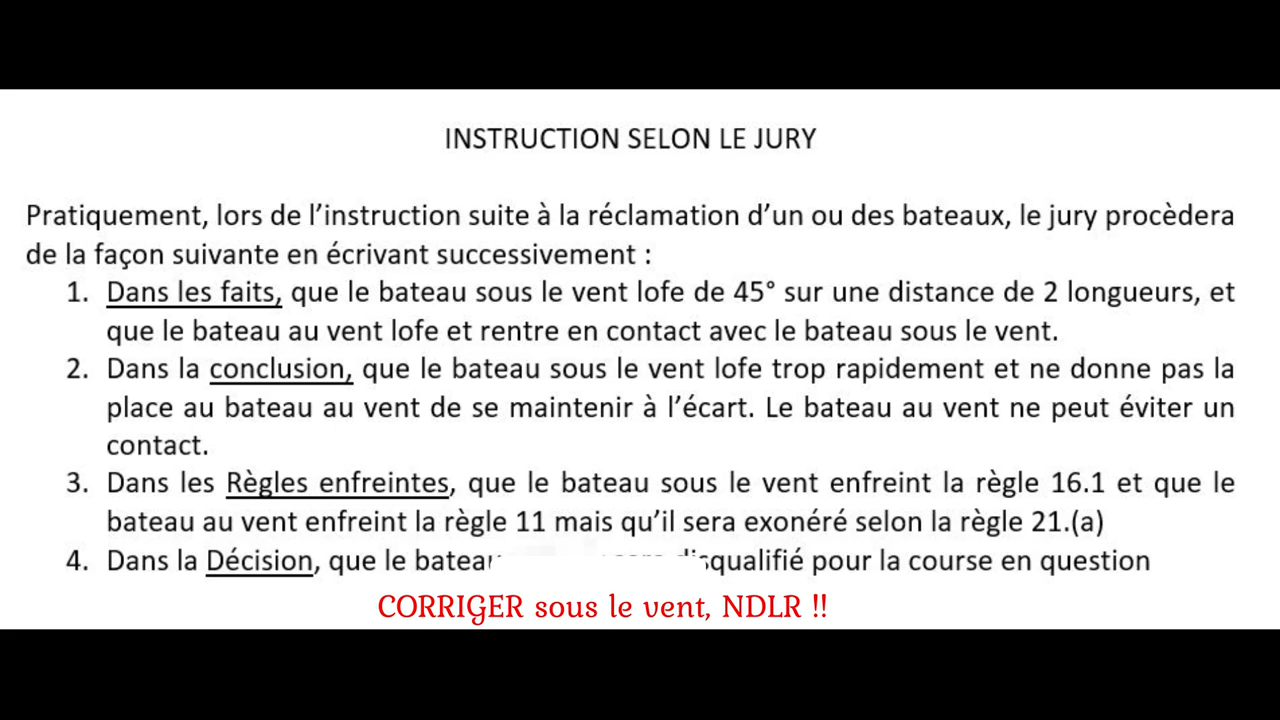 INSTRUCTION SELON LE JURY
Pratiquement, lors de l’instruction suite à la réclamation d’un ou des bateaux, le jury procèdera
de la façon suivante en écrivant successivement :
1. Dans les faits, que le bateau sous le vent lofe de 45° sur une distance de 2 longueurs, et
que le bateau au vent lofe et rentre en contact avec le bateau sous le vent.
2. Dans la conclusion, que le bateau sous le vent lofe trop rapidement et ne donne pas la
place au bateau au vent de se maintenir à l’écart. Le bateau au vent ne peut éviter un
contact.
3. Dans les Règles enfreintes, que le bateau sous le vent enfreint la règle 16.1 et que le
bateau au vent enfreint la règle 11 mais qu’il sera exonéré selon la règle 21.(a)
4. Dans la Décision, que le bateau disqualifié pour la course en question
CORRIGER sous le vent, NDLR !!